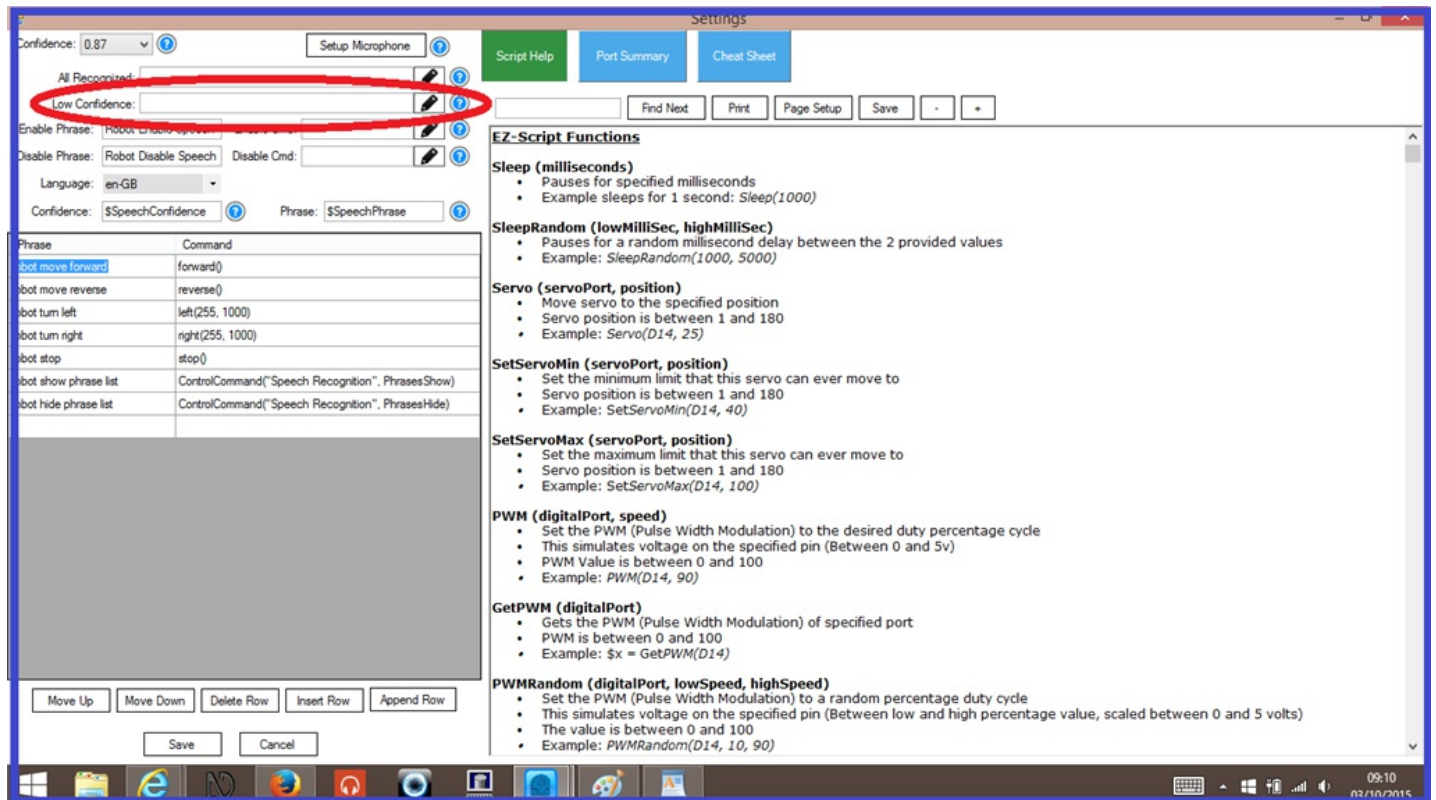 Settings
Confidence: 0.87 Setup Microphone
All Recognized:
Low Confidence:
Enable Phrase: Robot Enable Speech
Disable Phrase: Robot Disable Speech Disable Cmd:
Language: en-GB
Confidence: $SpeechConfidence Phrase: $SpeechPhrase
Phrase Command
obot move forward forward()
obot move reverse reverse()
obot turn left left(255, 1000)
obot turn right right(255, 1000)
obot stop stop()
obot show phrase list ControlCommand("Speech Recognition", PhrasesShow)
obot hide phrase list ControlCommand("Speech Recognition", PhrasesHide)
Move Up Move Down Delete Row Insert Row Append Row
Save Cancel
Script Help Port Summary Cheat Sheet
Find Next Print Page Setup Save - +
EZ-Script Functions
Sleep (milliseconds)
• Pauses for specified milliseconds
• Example sleeps for 1 second: Sleep(1000)
SleepRandom (lowMilliSec, highMilliSec)
• Pauses for a random millisecond delay between the 2 provided values
• Example: SleepRandom(1000, 5000)
Servo (servoPort, position)
• Move servo to the specified position
• Servo position is between 1 and 180
• Example: Servo(D14, 25)
SetServoMin (servoPort, position)
• Set the minimum limit that this servo can ever move to
• Servo position is between 1 and 180
• Example: SetServoMin(D14, 40)
SetServoMax (servoPort, position)
• Set the maximum limit that this servo can ever move to
• Servo position is between 1 and 180
• Example: SetServoMax(D14, 100)
PWM (digitalPort, speed)
• Set the PWM (Pulse Width Modulation) to the desired duty percentage cycle
• This simulates voltage on the specified pin (Between 0 and 5v)
• PWM Value is between 0 and 100
• Example: PWM(D14, 90)
GetPWM (digitalPort)
• Gets the PWM (Pulse Width Modulation) of specified port
• PWM is between 0 and 100
• Example: $x = GetPWM(D14)
PWMRandom (digitalPort, lowSpeed, highSpeed)
• Set the PWM (Pulse Width Modulation) to a random percentage duty cycle
• This simulates voltage on the specified pin (Between low and high percentage value, scaled between 0 and 5 volts)
• The value is between 0 and 100
• Example: PWMRandom(D14, 10, 90)
09:10
03/10/2015